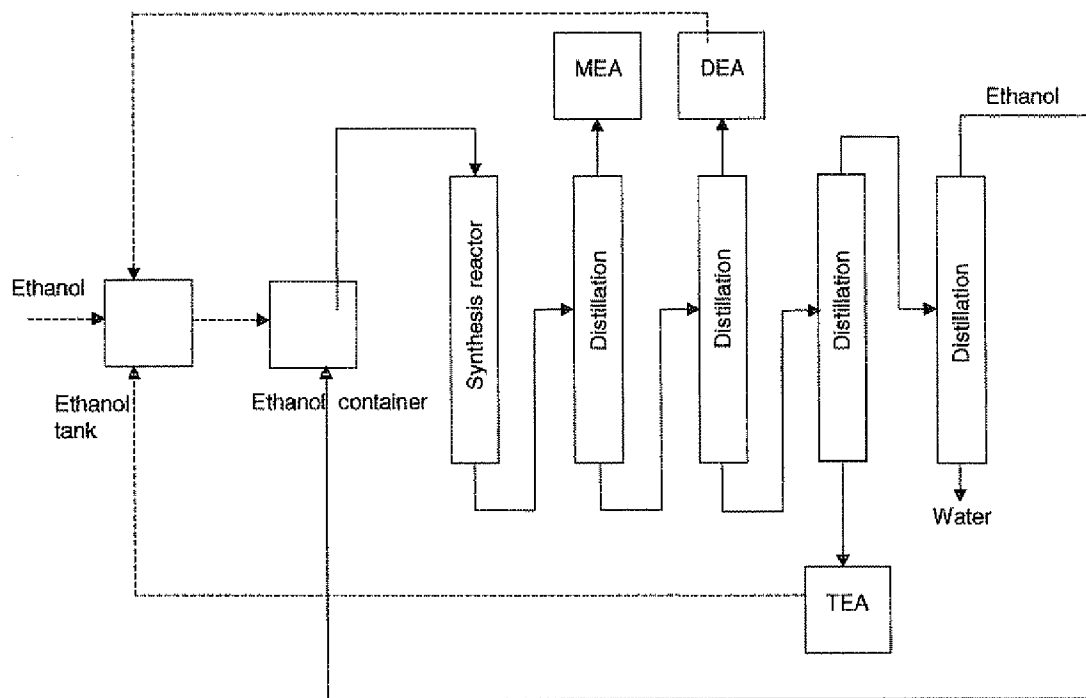 MEA
DEA
Ethanol
Ethanol
Ethanol
tank
Ethanol container
Synthesis reactor
Distillation
Distillation
Distillation
Distillation
Water
TEA